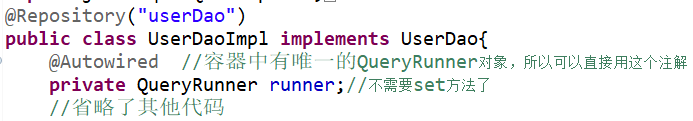 @Repository("userDao")
public class UserDaoImpl implements UserDao{
@Autowired //容器中有唯一的QueryRunner对象，所以可以直接用这个注解
private QueryRunner runner;//不需要set方法了
//省略了其他代码